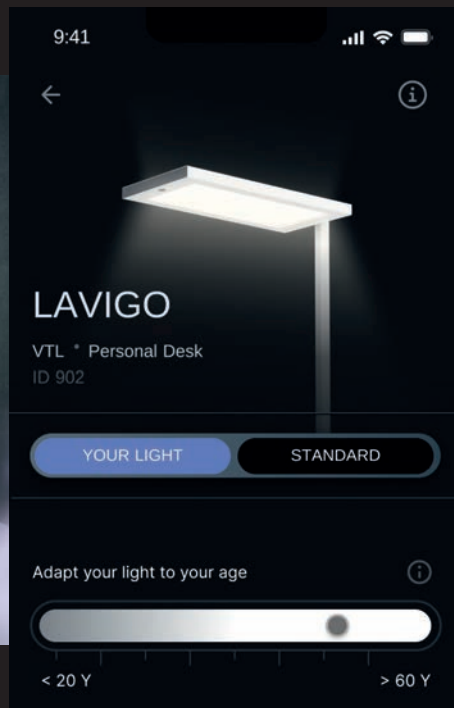 9:41
LAVIGO
VTL • Personal Desk
ID 902
YOUR LIGHT
STANDARD
Adapt your light to your age
< 20 Y
> 60 Y